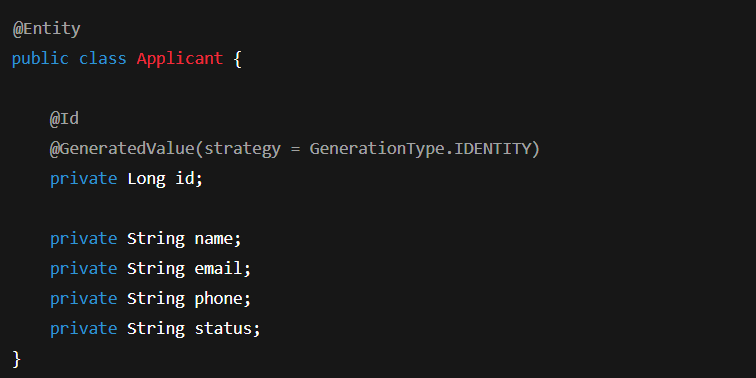 @Entity
public class Applicant {
@Id
@GeneratedValue(strategy = GenerationType.IDENTITY)
private Long id;
private String name;
private String email;
private String phone;
private String status;
}